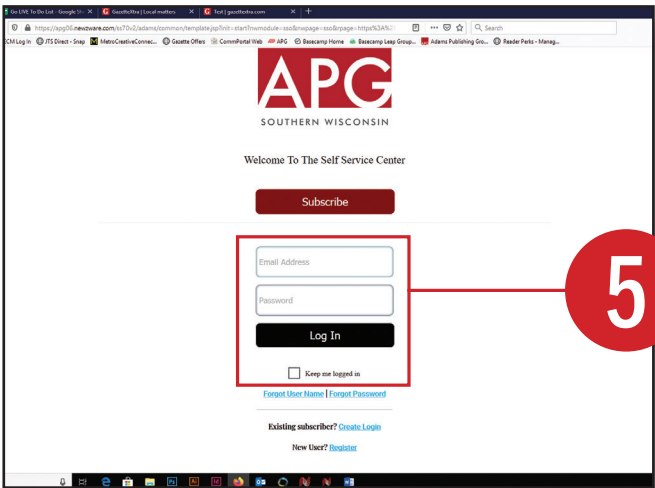 Go LIVE To Do List - Google Sh X GazetteXtra | Local matters X Test | gazettextra.com X +
https://apg06.newzware.com/ss70v2/adams/common/template.jsp?init=start?nwmodule=sso&nwpage=sso&rpage=https%3A%2 Search
CM Log In JTS Direct - Snap MetroCreativeConnec... Gazette Offers CommPortal Web APG Basecamp Home Basecamp Leap Group... Adams Publishing Gro... Reader Perks - Manag...
APG
SOUTHERN WISCONSIN
Welcome To The Self Service Center
Subscribe
Email Address
Password
5
Log In
Keep me logged in
Forgot User Name | Forgot Password
Existing subscriber? Create Login
New User? Register
Ps Ai Id